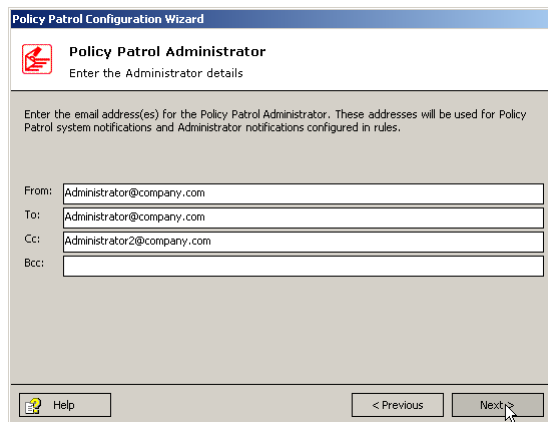 Policy Patrol Configuration Wizard
Policy Patrol Administrator
Enter the Administrator details
Enter the email address(es) for the Policy Patrol Administrator. These addresses will be used for Policy
Patrol system notifications and Administrator notifications configured in rules.
From: Administrator@company.com
To: Administrator@company.com
Cc: Administrator2@company.com
Bcc:
Help < Previous Next >